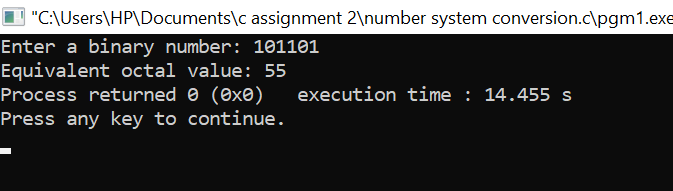 "C:\Users\HP\Documents\c assignment 2\number system conversion.c\pgm1.exe
Enter a binary number: 101101
Equivalent octal value: 55
Process returned 0 (0x0)   execution time : 14.455 s
Press any key to continue.